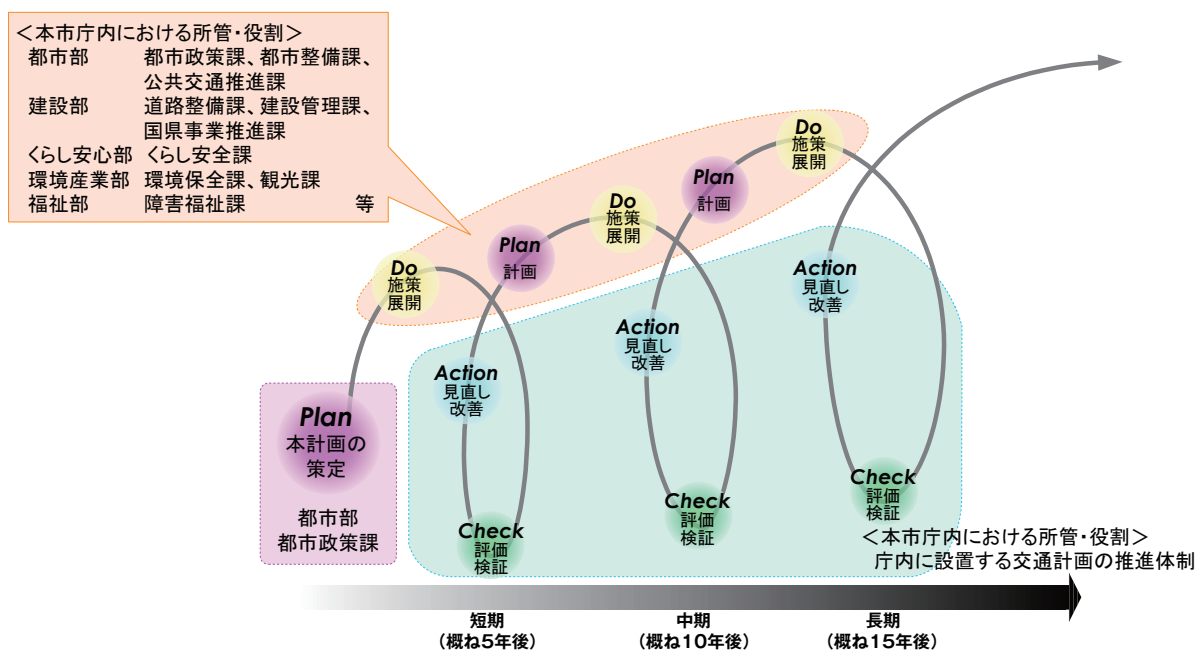 ＜本市庁内における所管・役割＞
都市部 都市政策課、都市整備課、
公共交通推進課
建設部 道路整備課、建設管理課、
国県事業推進課
くらし安心部 くらし安全課
環境産業部 環境保全課、観光課
福祉部 障害福祉課 等
Do
施策
展開
Plan
計画
Do
施策
展開
Plan
計画
Do
施策
展開
Action
見直し
改善
Action
見直し
改善
Action
見直し
改善
Plan
本計画の
策定
都市部
都市政策課
Check
評価
検証
Check
評価
検証
Check
評価
検証
＜本市庁内における所管・役割＞
庁内に設置する交通計画の推進体制
短期
（概ね5年後）
中期
（概ね10年後）
長期
（概ね15年後）